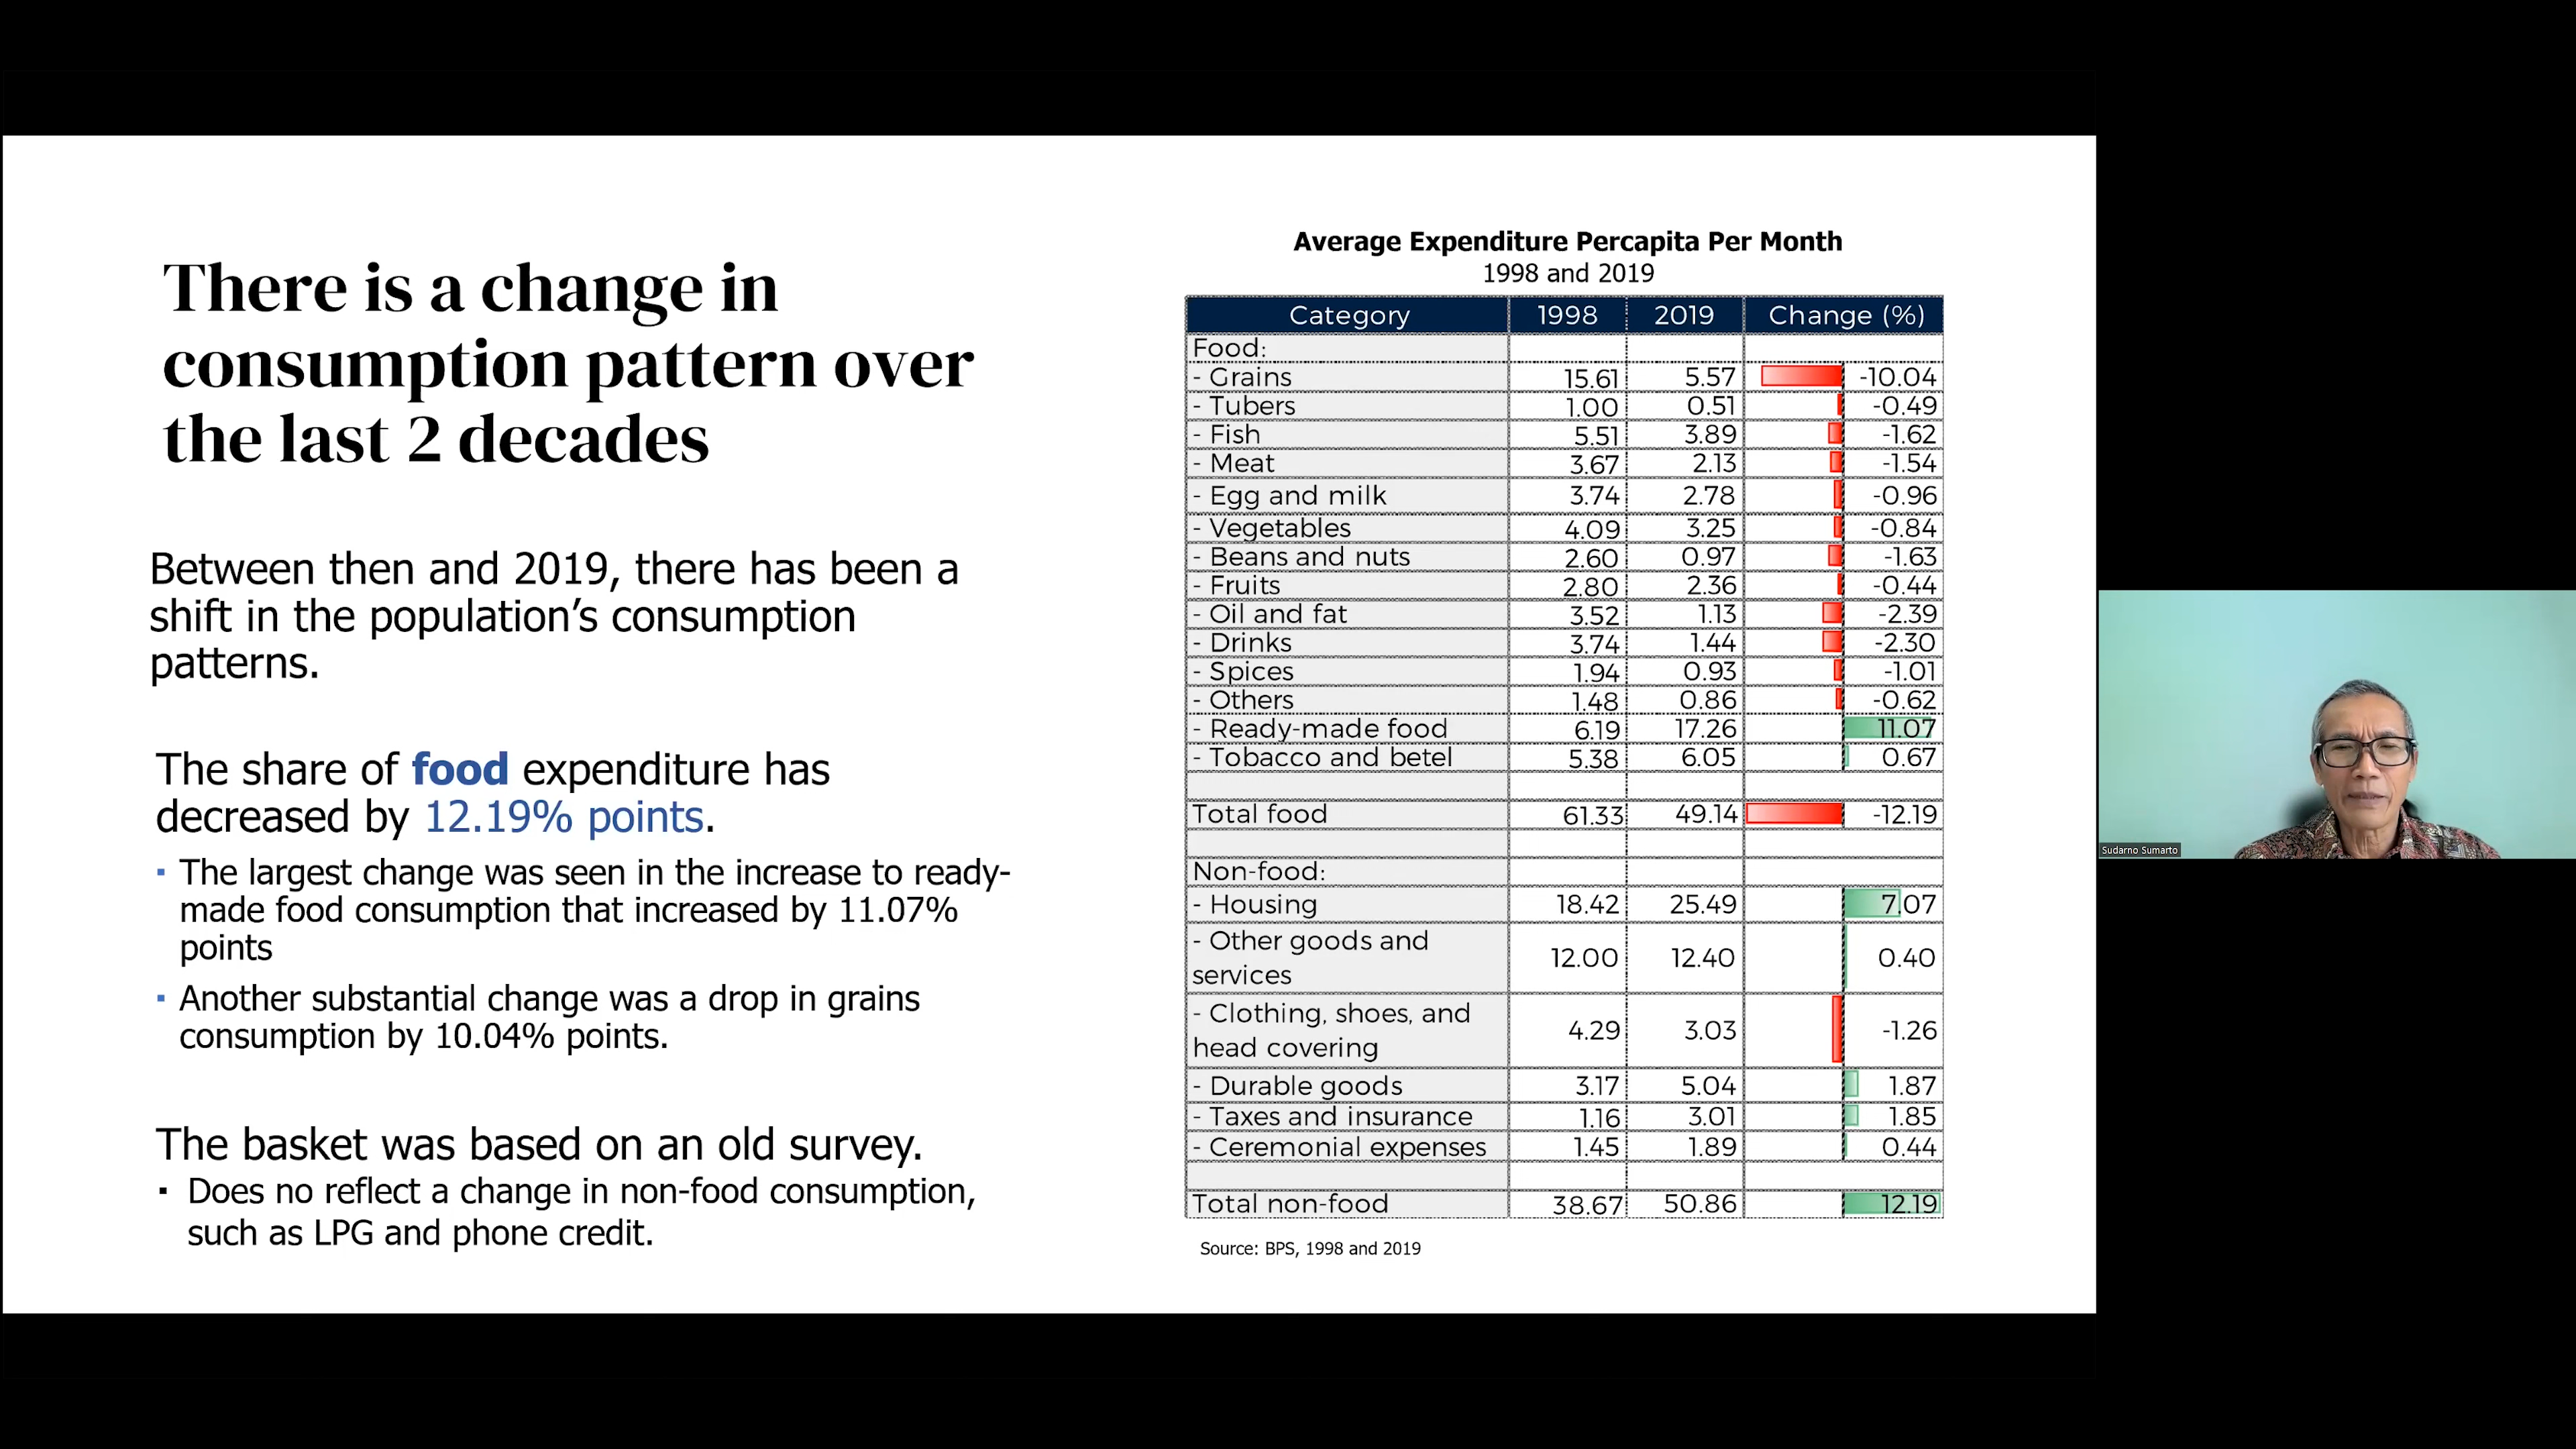 There is a change in
consumption pattern over
the last 2 decades
Between then and 2019, there has been a
shift in the population’s consumption
patterns.
The share of food expenditure has
decreased by 12.19% points.
▪ The largest change was seen in the increase to ready-
made food consumption that increased by 11.07%
points
▪ Another substantial change was a drop in grains
consumption by 10.04% points.
The basket was based on an old survey.
▪ Does no reflect a change in non-food consumption,
such as LPG and phone credit.
Average Expenditure Percapita Per Month
1998 and 2019
Category 1998 2019 Change (%)
Food:
- Grains 15.61 5.57 -10.04
- Tubers 1.00 0.51 -0.49
- Fish 5.51 3.89 -1.62
- Meat 3.67 2.13 -1.54
- Egg and milk 3.74 2.78 -0.96
- Vegetables 4.09 3.25 -0.84
- Beans and nuts 2.60 0.97 -1.63
- Fruits 2.80 2.36 -0.44
- Oil and fat 3.52 1.13 -2.39
- Drinks 3.74 1.44 -2.30
- Spices 1.94 0.93 -1.01
- Others 1.48 0.86 -0.62
- Ready-made food 6.19 17.26 11.07
- Tobacco and betel 5.38 6.05 0.67
Total food 61.33 49.14 -12.19
Non-food:
- Housing 18.42 25.49 7.07
- Other goods and
services 12.00 12.40 0.40
- Clothing, shoes, and
head covering 4.29 3.03 -1.26
- Durable goods 3.17 5.04 1.87
- Taxes and insurance 1.16 3.01 1.85
- Ceremonial expenses 1.45 1.89 0.44
Total non-food 38.67 50.86 12.19
Source: BPS, 1998 and 2019
Sudarno Sumarto